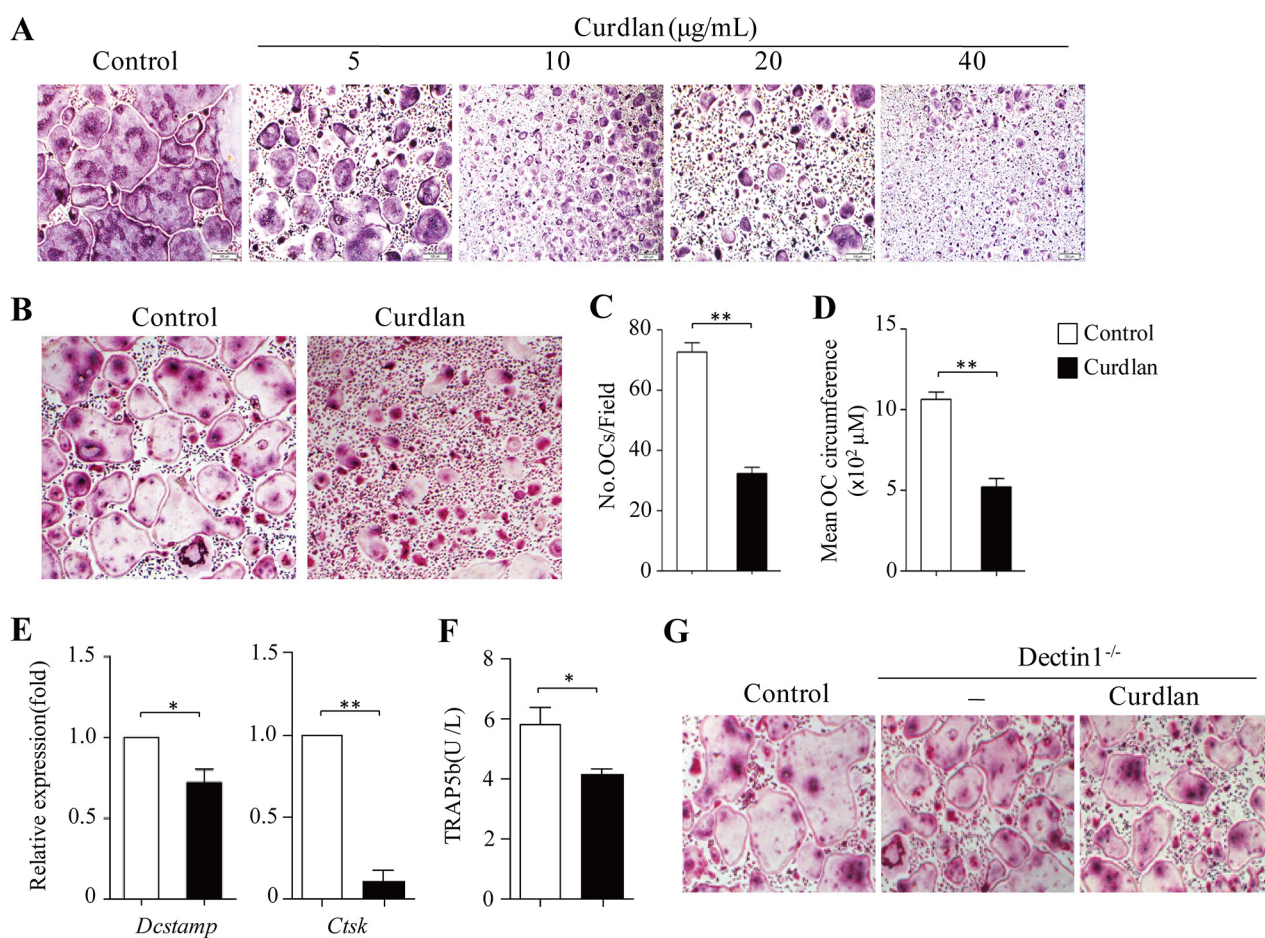 A
Curdlan (μg/mL)
Control 5 10 20 40
B
Control Curdlan
C
No.OCs/Field
80
60
40
20
0
**
D
Mean OC circumference
(x10² μM)
15
10
5
0
**
Control
Curdlan
E
Relative expression(fold)
1.5
1.0
0.5
0
*
Dcstamp
1.5
1.0
0.5
0
**
Ctsk
F
TRAP5b(U /L)
8
6
4
2
0
*
G
Dectin1-/-
Control – Curdlan